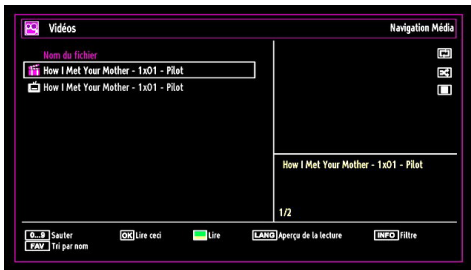 Vidéos
Navigation Média
Nom du fichier
How I Met Your Mother - 1x01 - Pilot
How I Met Your Mother - 1x01 - Pilot
How I Met Your Mother - 1x01 - Pilot
1/2
0...9 Sauter OK Lire ceci Lire LANG Aperçu de la lecture INFO Filtre
FAV Tri par nom